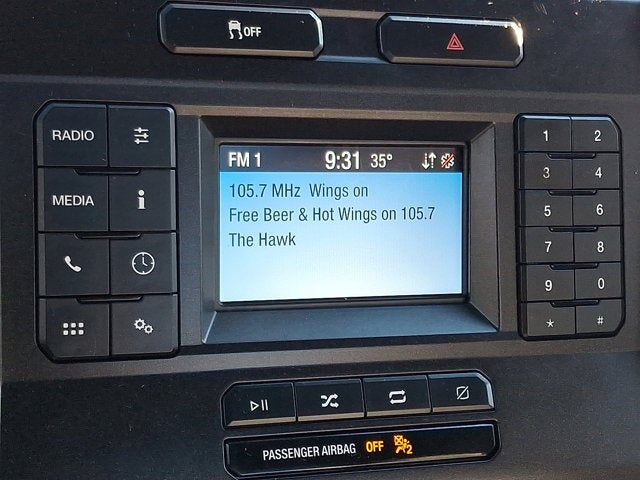 OFF
RADIO
MEDIA
i
FM 1 9:31 35°
105.7 MHz Wings on
Free Beer & Hot Wings on 105.7
The Hawk
1 2
3 4
5 6
7 8
9 0
* #
PASSENGER AIRBAG OFF 2